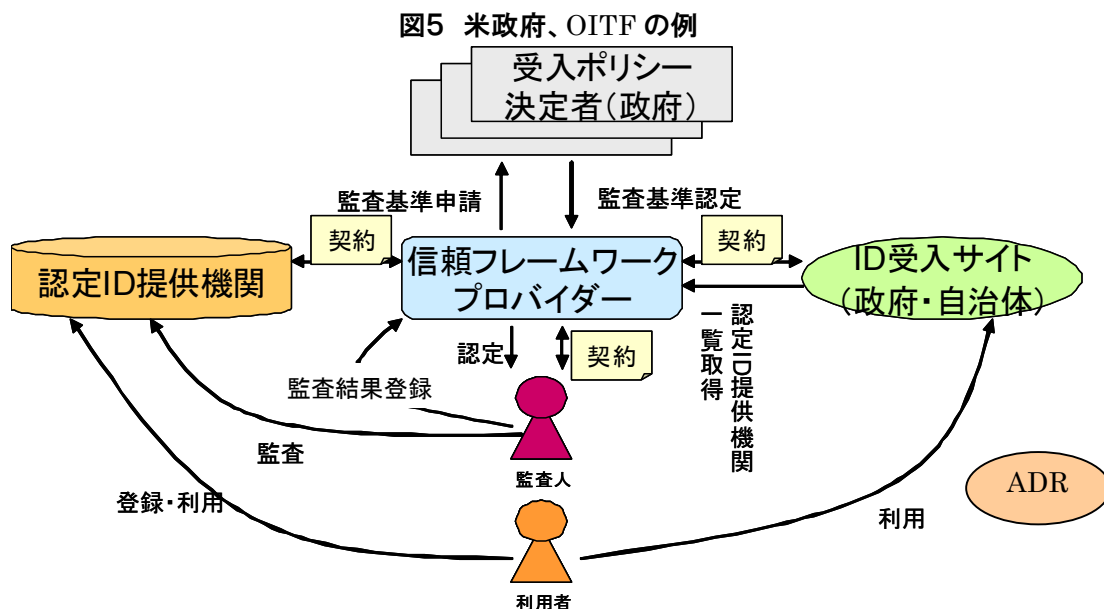 図5 米政府、OITFの例
受入ポリシー
決定者(政府)
監査基準申請
監査基準認定
契約
契約
認定ID提供機関
信頼フレームワーク
プロバイダー
ID受入サイト
(政府・自治体)
認定
契約
認定ID提供機関
一覧取得
監査結果登録
監査
監査人
登録・利用
ADR
利用
利用者